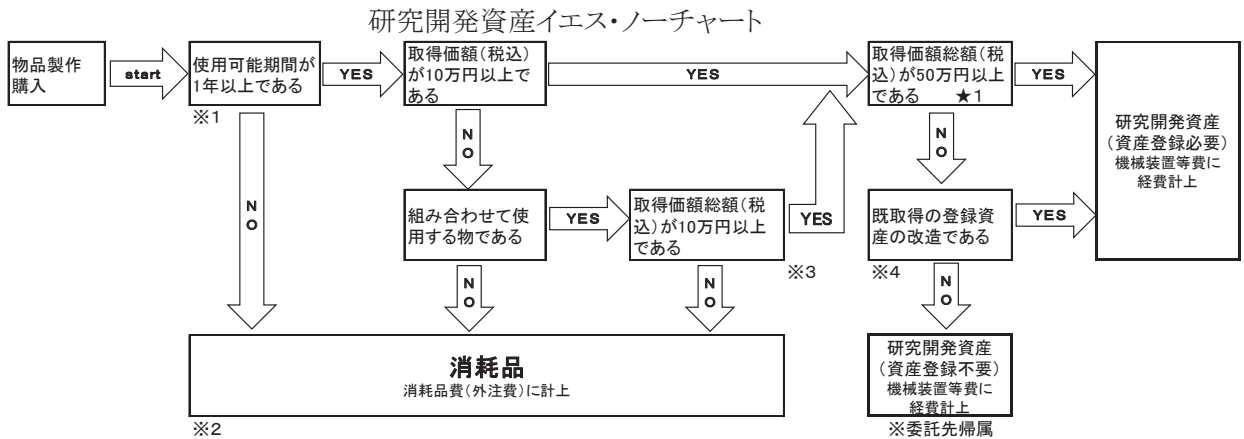 研究開発資産イエス・ノーチャート
物品製作
購入
start
使用可能期間が
1年以上である
※1
YES
取得価額(税込)
が10万円以上で
ある
YES
取得価額総額(税
込)が50万円以上
である ★1
YES
研究開発資産
(資産登録必要)
機械装置等費に
経費計上
NO
NO
NO
組み合わせて使
用する物である
YES
取得価額総額(税
込)が10万円以上
である
※3
YES
既取得の登録資
産の改造である
※4
YES
NO
NO
NO
消耗品
消耗品費(外注費)に計上
※2
研究開発資産
(資産登録不要)
機械装置等費に
経費計上
※委託先帰属